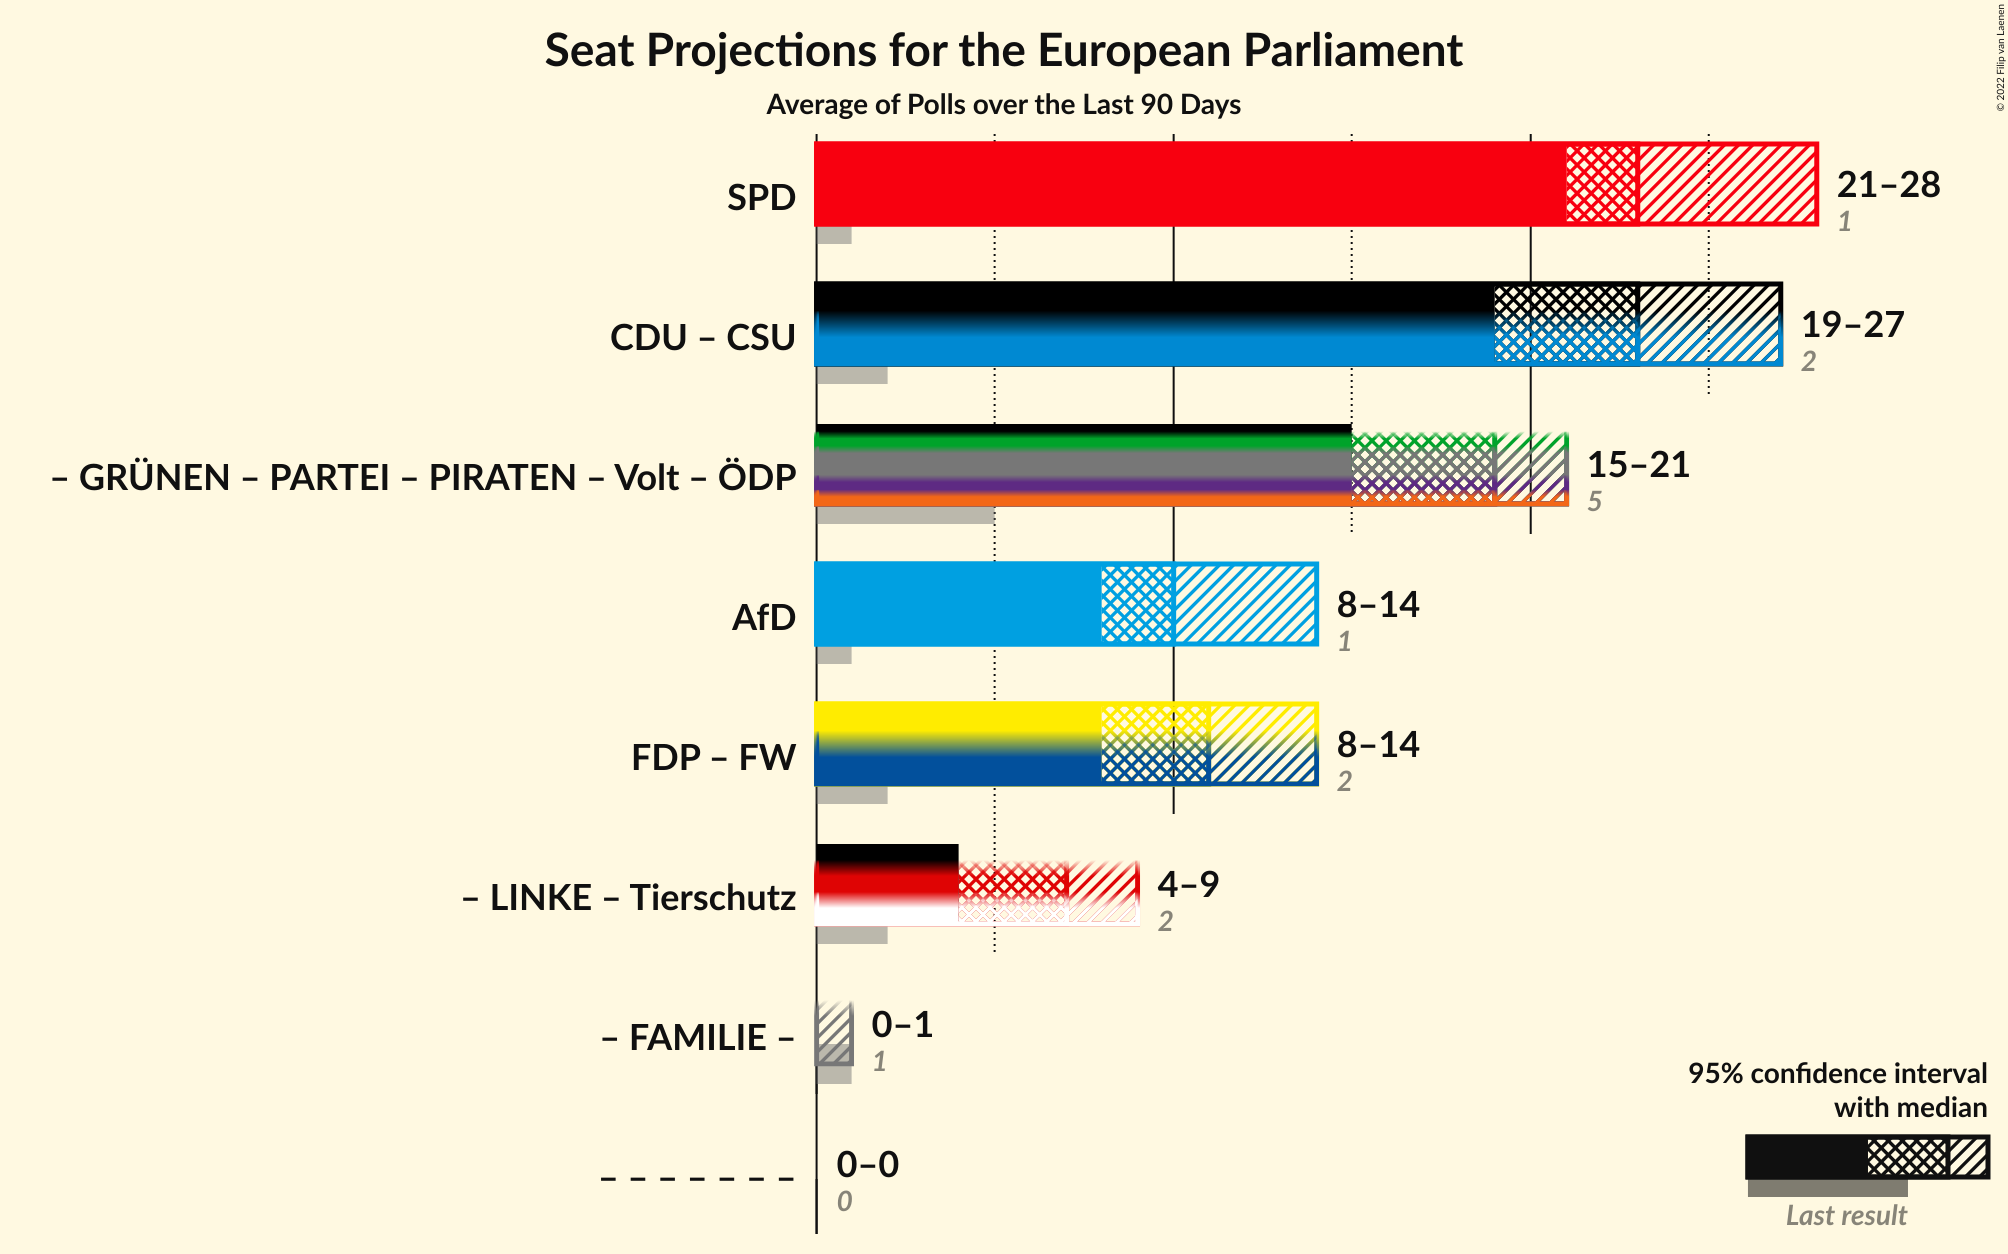 Seat Projections for the European Parliament
Average of Polls over the Last 90 Days
© 2022 Filip van Laenen
SPD
21–28
1
CDU – CSU
19–27
2
– GRÜNEN – PARTEI – PIRATEN – Volt – ÖDP
15–21
5
AfD
8–14
1
FDP – FW
8–14
2
– LINKE – Tierschutz
4–9
2
– FAMILIE –
0–1
1
– – – – – – –
0–0
0
95% confidence interval
with median
Last result